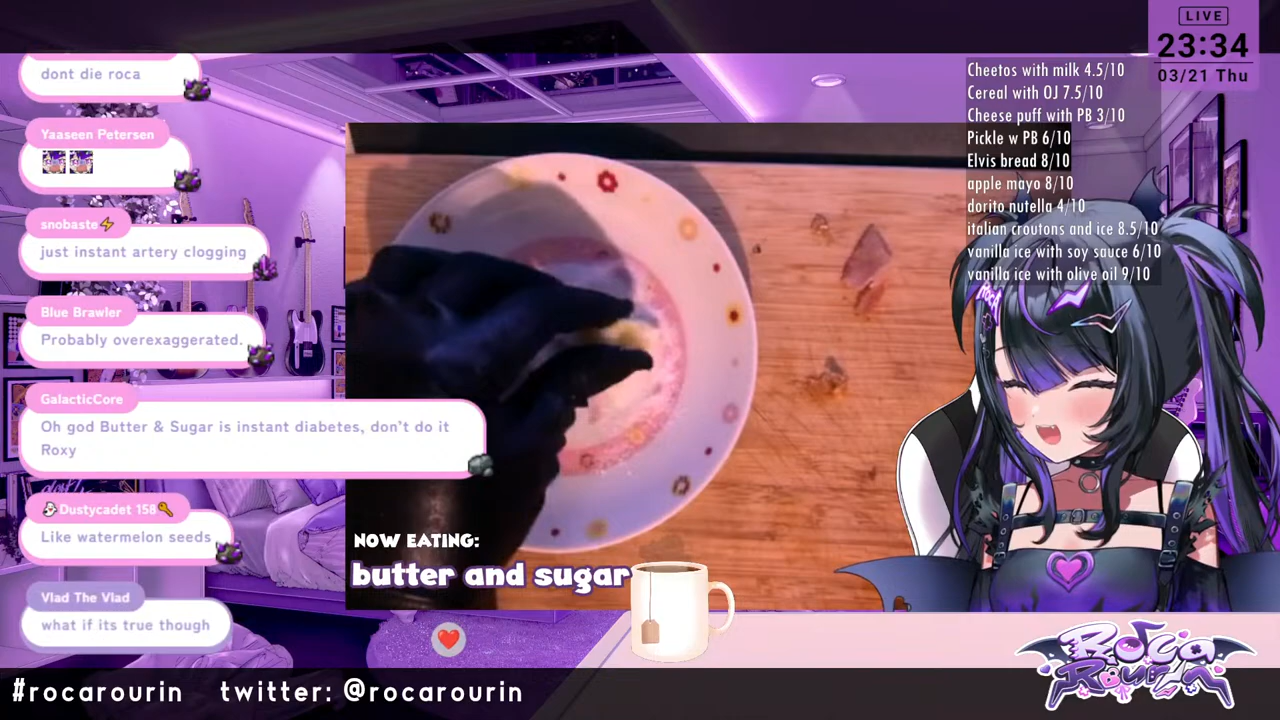 LIVE
23:34
03/21 Thu
dont die roca
Yaaseen Petersen
snobaste
just instant artery clogging
Blue Brawler
Probably overexaggerated.
GalacticCore
Oh god Butter & Sugar is instant diabetes, don't do it
Roxy
Dustycadet 158
Like watermelon seeds
Vlad The Vlad
what if its true though
Cheetos with milk 4.5/10
Cereal with OJ 7.5/10
Cheese puff with PB 3/10
Pickle w PB 6/10
Elvis bread 8/10
apple mayo 8/10
dorito nutella 4/10
italian croutons and ice 8.5/10
vanilla ice with soy sauce 6/10
vanilla ice with olive oil 9/10
ROCA
NOW EATING:
butter and sugar
Roca
Rourin
#rocarourin twitter: @rocarourin